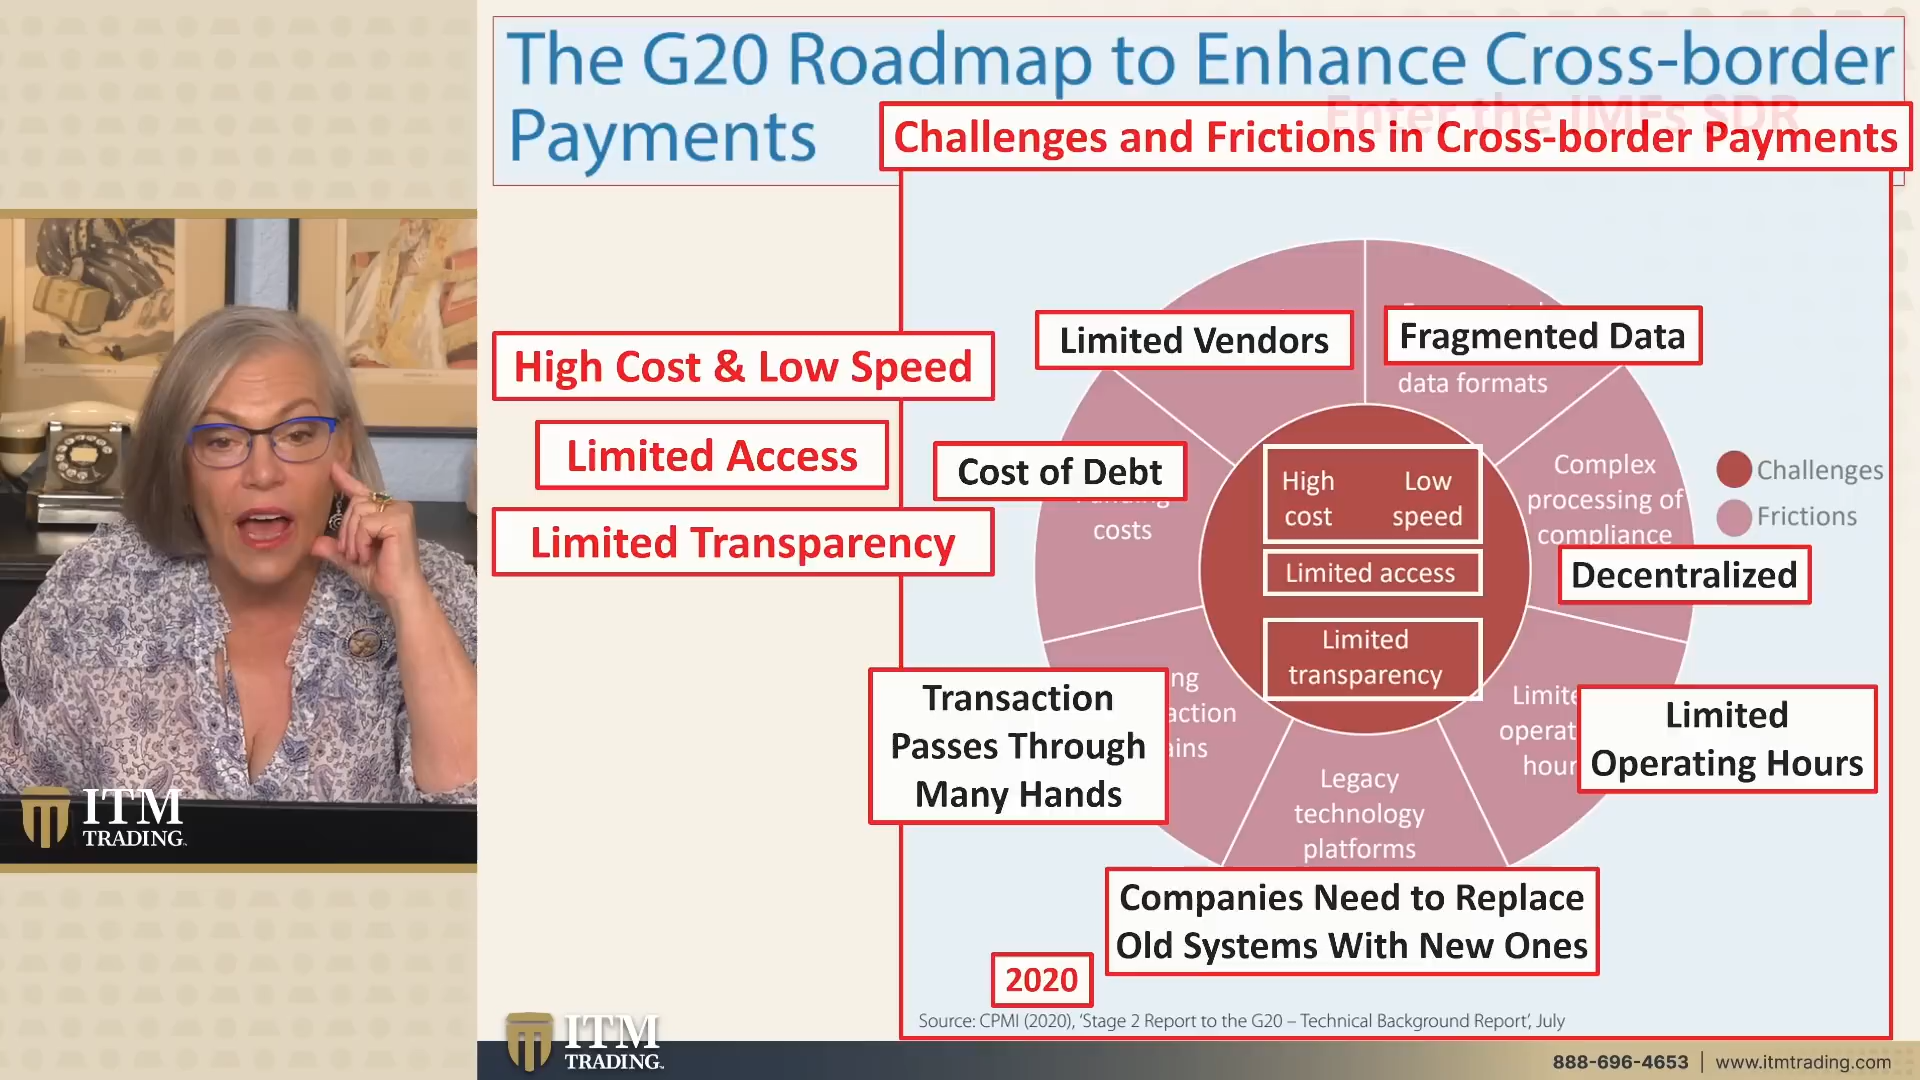 The G20 Roadmap to Enhance Cross-border
Payments
Enter the IMFs SDR
Challenges and Frictions in Cross-border Payments
Limited Vendors
Fragmented Data
data formats
High Cost & Low Speed
Limited Access
Limited Transparency
Cost of Debt
costs
High cost
Low speed
Limited access
Limited
transparency
Complex
processing of
compliance
Decentralized
Challenges
Frictions
Transaction
Passes Through
Many Hands
Limited
Operating Hours
Legacy
technology
platforms
Companies Need to Replace
Old Systems With New Ones
2020
Source: CPMI (2020), ‘Stage 2 Report to the G20 – Technical Background Report’, July
ITM
TRADING
ITM
TRADING
888-696-4653 | www.itmtrading.com